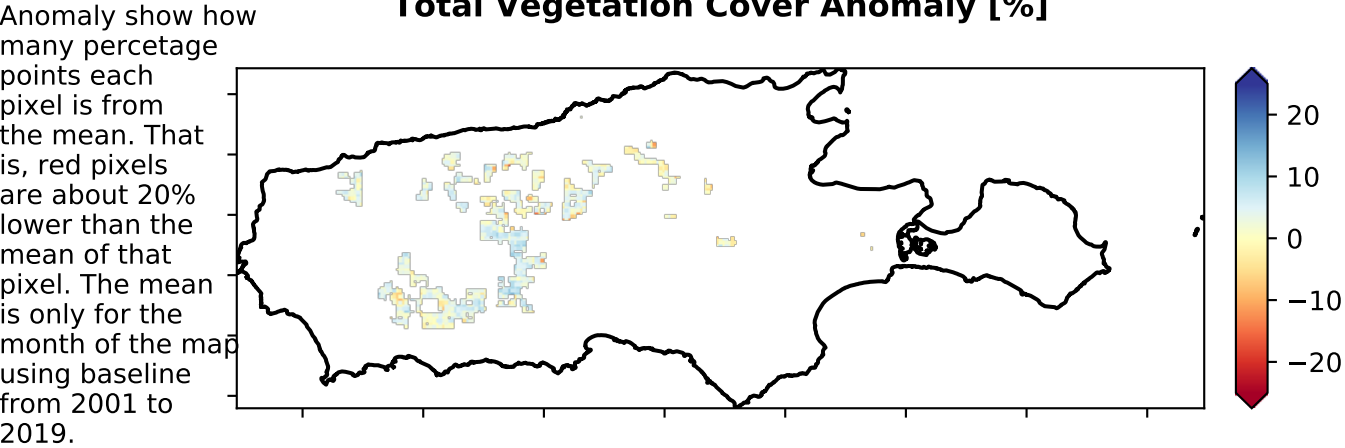 Total Vegetation Cover Anomaly [%]
Anomaly show how
many percetage
points each
pixel is from
the mean. That
is, red pixels
are about 20%
lower than the
mean of that
pixel. The mean
is only for the
month of the map
using baseline
from 2001 to
2019.
20
10
0
−10
−20